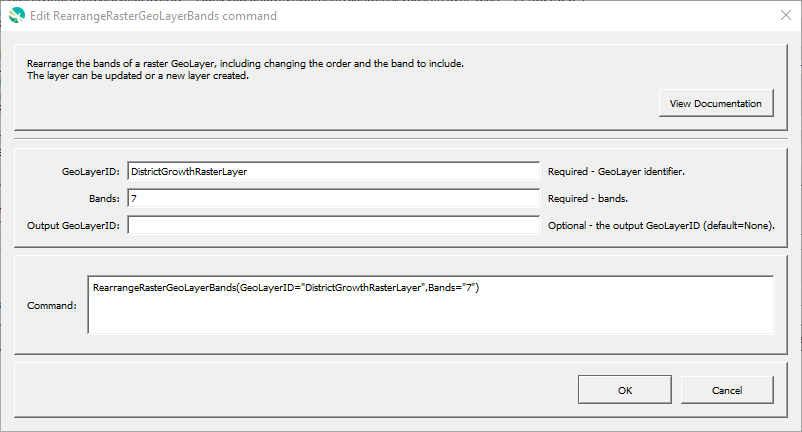 Edit RearrangeRasterGeoLayerBands command
Rearrange the bands of a raster GeoLayer, including changing the order and the band to include.
The layer can be updated or a new layer created.
View Documentation
GeoLayerID: DistrictGrowthRasterLayer Required - GeoLayer identifier.
Bands: 7 Required - bands.
Output GeoLayerID: Optional - the output GeoLayerID (default=None).
RearrangeRasterGeoLayerBands(GeoLayerID="DistrictGrowthRasterLayer",Bands="7")
Command:
OK Cancel